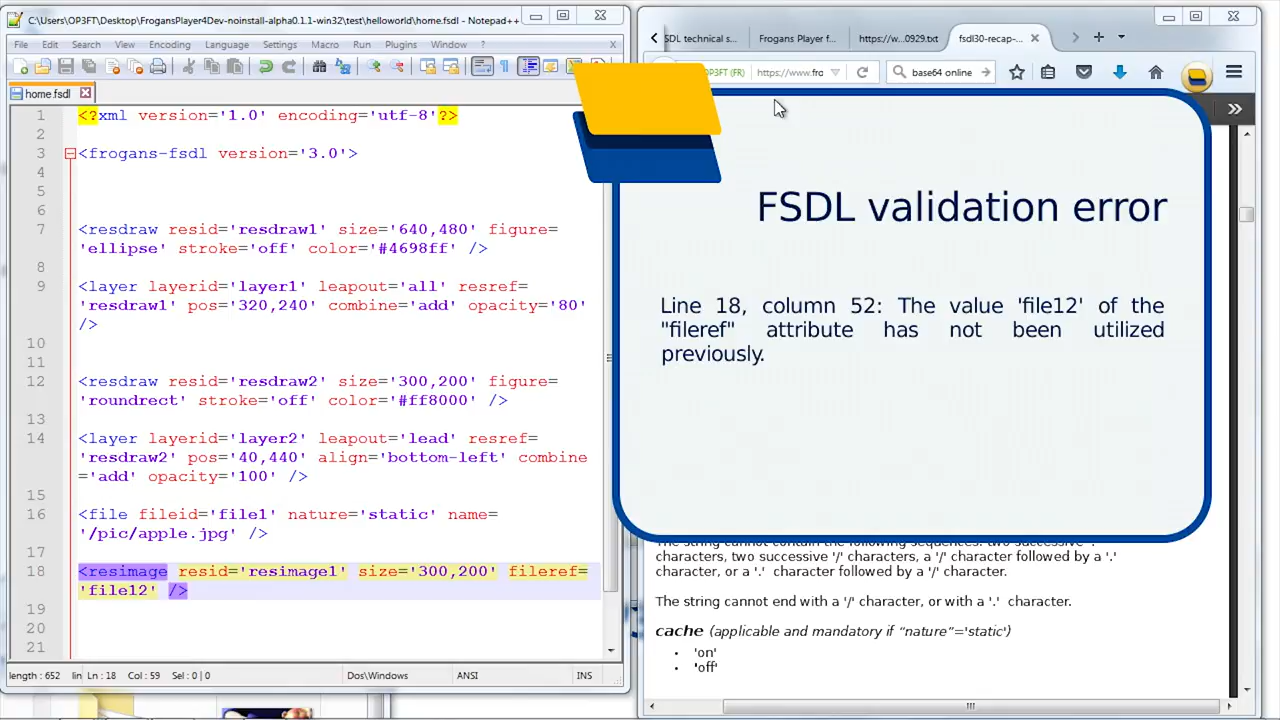 C:\Users\OP3FT\Desktop\FrogansPlayer4Dev-noinstall-alpha0.1.1-win32\test\helloworld\home.fsdl - Notepad++
File Edit Search View Encoding Language Settings Macro Run Plugins Window ? X
home.fsdl
1 <?xml version='1.0' encoding='utf-8'?>
2
3 <frogans-fsdl version='3.0'>
4
5
6
7 <resdraw resid='resdraw1' size='640,480' figure=
'ellipse' stroke='off' color='#4698ff' />
8
9 <layer layerid='layer1' leapout='all' resref=
'resdraw1' pos='320,240' combine='add' opacity='80'
/>
10
11
12 <resdraw resid='resdraw2' size='300,200' figure=
'roundrect' stroke='off' color='#ff8000' />
13
14 <layer layerid='layer2' leapout='lead' resref=
'resdraw2' pos='40,440' align='bottom-left' combine
='add' opacity='100' />
15
16 <file fileid='file1' nature='static' name=
'/pic/apple.jpg' />
17
18 <resimage resid='resimage1' size='300,200' fileref=
'file12' />
19
20
21
length : 652 lin Ln : 18 Col : 59 Sel : 0 | 0 Dos\Windows ANSI INS
SDL technical s... Frogans Player f... https://w...0929.txt fsdl30-recap-...
OP3FT (FR) https://www.fro base64 online
FSDL validation error
Line 18, column 52: The value 'file12' of the
"fileref" attribute has not been utilized
previously.
characters, two successive '/' characters, a '/' character followed by a '.'
character, or a '.' character followed by a '/' character.
The string cannot end with a '/' character, or with a '.' character.
cache (applicable and mandatory if “nature”='static')
• 'on'
• 'off'